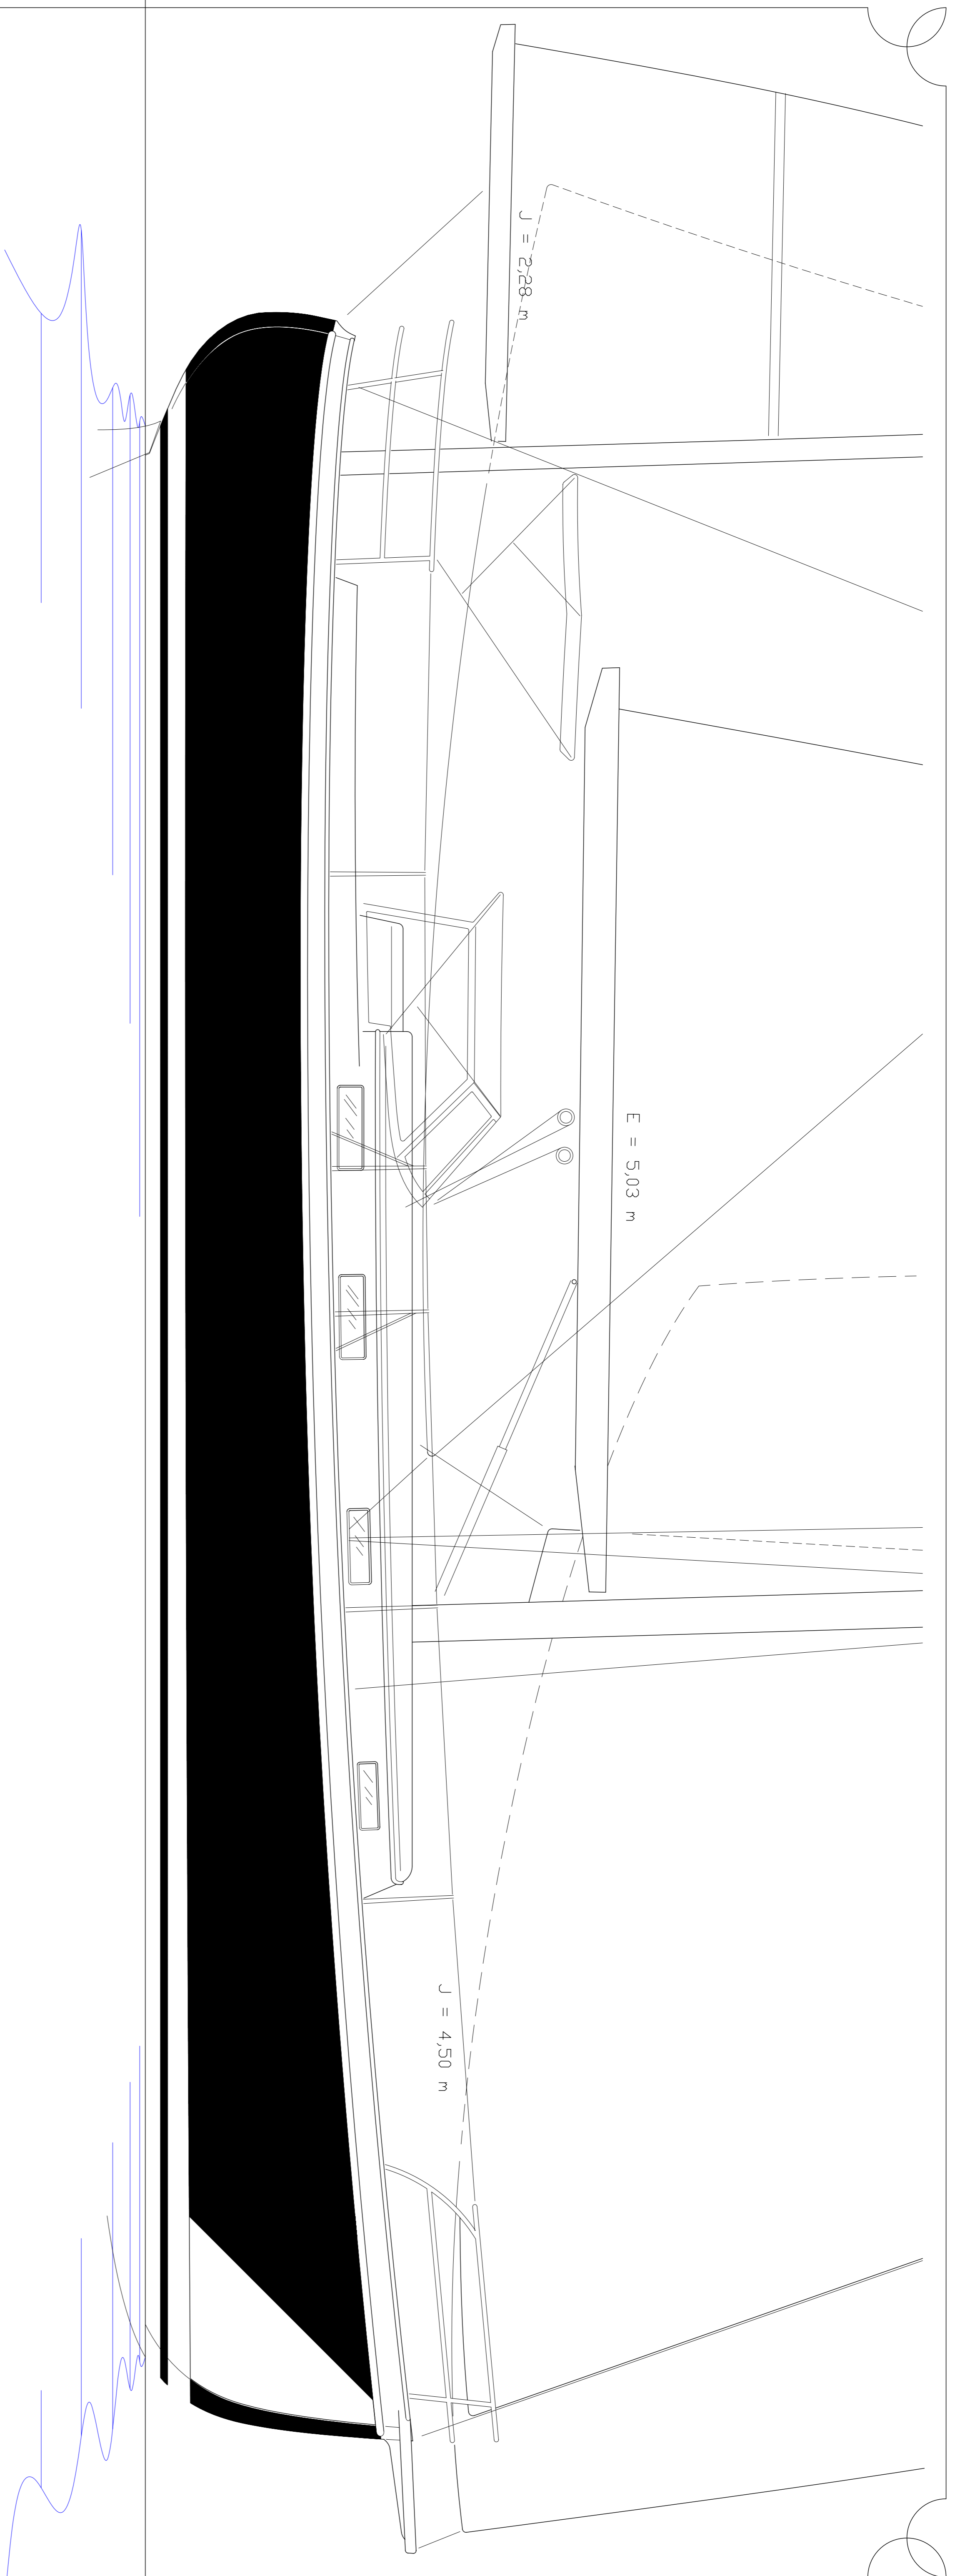 J = 2,28 m
E = 5,03 m
J = 4,50 m